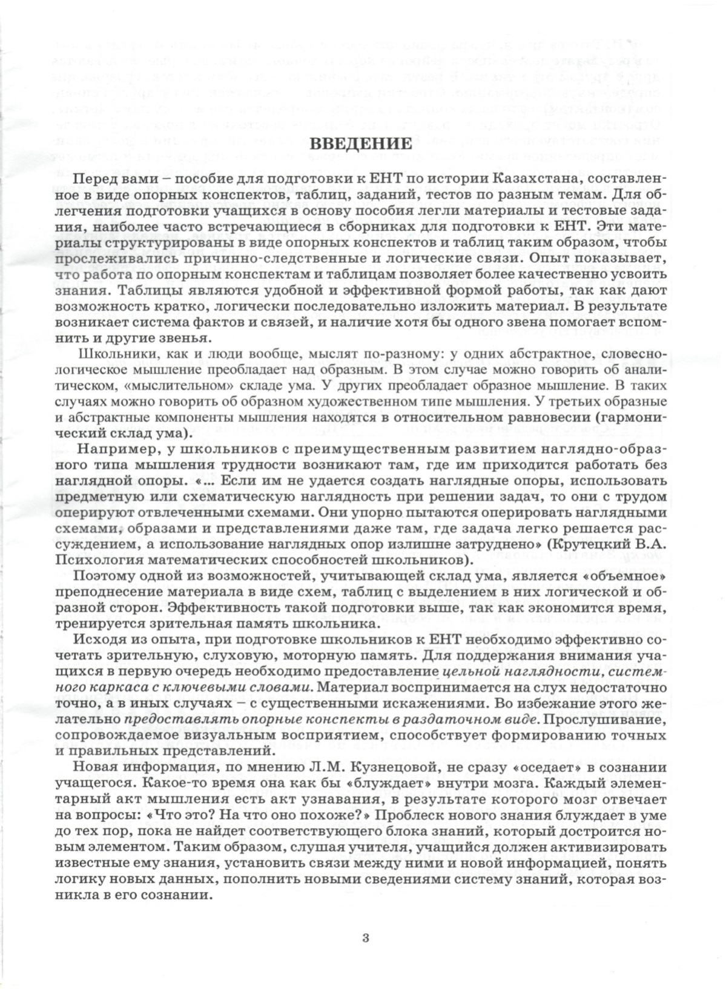 ВВЕДЕНИЕ
Перед вами – пособие для подготовки к ЕНТ по истории Казахстана, составлен-
ное в виде опорных конспектов, таблиц, заданий, тестов по разным темам. Для об-
легчения подготовки учащихся в основу пособия легли материалы и тестовые зада-
ния, наиболее часто встречающиеся в сборниках для подготовки к ЕНТ. Эти мате-
риалы структурированы в виде опорных конспектов и таблиц таким образом, чтобы
прослеживались причинно-следственные и логические связи. Опыт показывает,
что работа по опорным конспектам и таблицам позволяет более качественно усвоить
знания. Таблицы являются удобной и эффективной формой работы, так как дают
возможность кратко, логически последовательно изложить материал. В результате
возникает система фактов и связей, и наличие хотя бы одного звена помогает вспом-
нить и другие звенья.
Школьники, как и люди вообще, мыслят по-разному: у одних абстрактное, словесно-
логическое мышление преобладает над образным. В этом случае можно говорить об анали-
тическом, «мыслительном» складе ума. У других преобладает образное мышление. В таких
случаях можно говорить об образном художественном типе мышления. У третьих образные
и абстрактные компоненты мышления находятся в относительном равновесии (гармони-
ческий склад ума).
Например, у школьников с преимущественным развитием наглядно-образ-
ного типа мышления трудности возникают там, где им приходится работать без
наглядной опоры. «... Если им не удается создать наглядные опоры, использовать
предметную или схематическую наглядность при решении задач, то они с трудом
оперируют отвлеченными схемами. Они упорно пытаются оперировать наглядными
схемами, образами и представлениями даже там, где задача легко решается рас-
суждением, а использование наглядных опор излишне затруднено» (Крутецкий В.А.
Психология математических способностей школьников).
Поэтому одной из возможностей, учитывающей склад ума, является «объемное»
преподнесение материала в виде схем, таблиц с выделением в них логической и об-
разной сторон. Эффективность такой подготовки выше, так как экономится время,
тренируется зрительная память школьника.
Исходя из опыта, при подготовке школьников к ЕНТ необходимо эффективно со-
четать зрительную, слуховую, моторную память. Для поддержания внимания уча-
щихся в первую очередь необходимо предоставление цельной наглядности, систем-
ного каркаса с ключевыми словами. Материал воспринимается на слух недостаточно
точно, а в иных случаях – с существенными искажениями. Во избежание этого же-
лательно предоставлять опорные конспекты в раздаточном виде. Прослушивание,
сопровождаемое визуальным восприятием, способствует формированию точных
и правильных представлений.
Новая информация, по мнению Л.М. Кузнецовой, не сразу «оседает» в сознании
учащегося. Какое-то время она как бы «блуждает» внутри мозга. Каждый элемен-
тарный акт мышления есть акт узнавания, в результате которого мозг отвечает
на вопросы: «Что это? На что оно похоже?» Проблеск нового знания блуждает в уме
до тех пор, пока не найдет соответствующего блока знаний, который достроится но-
вым элементом. Таким образом, слушая учителя, учащийся должен активизировать
известные ему знания, установить связи между ними и новой информацией, понять
логику новых данных, пополнить новыми сведениями систему знаний, которая воз-
никла в его сознании.
3